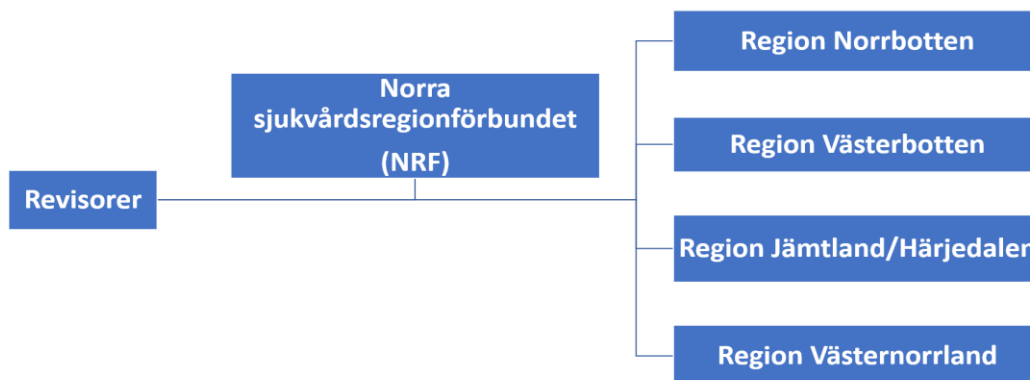 Revisorer
Norra
sjukvårdsregionförbundet
(NRF)
Region Norrbotten
Region Västerbotten
Region Jämtland/Härjedalen
Region Västernorrland